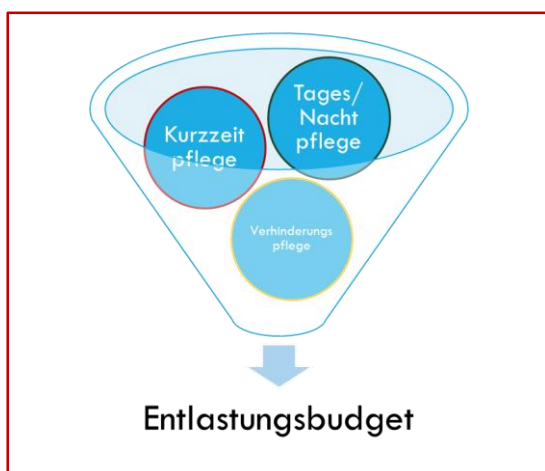 Kurzzeit
pflege
Tages/
Nacht
pflege
Verhinderungs
pflege
Entlastungsbudget